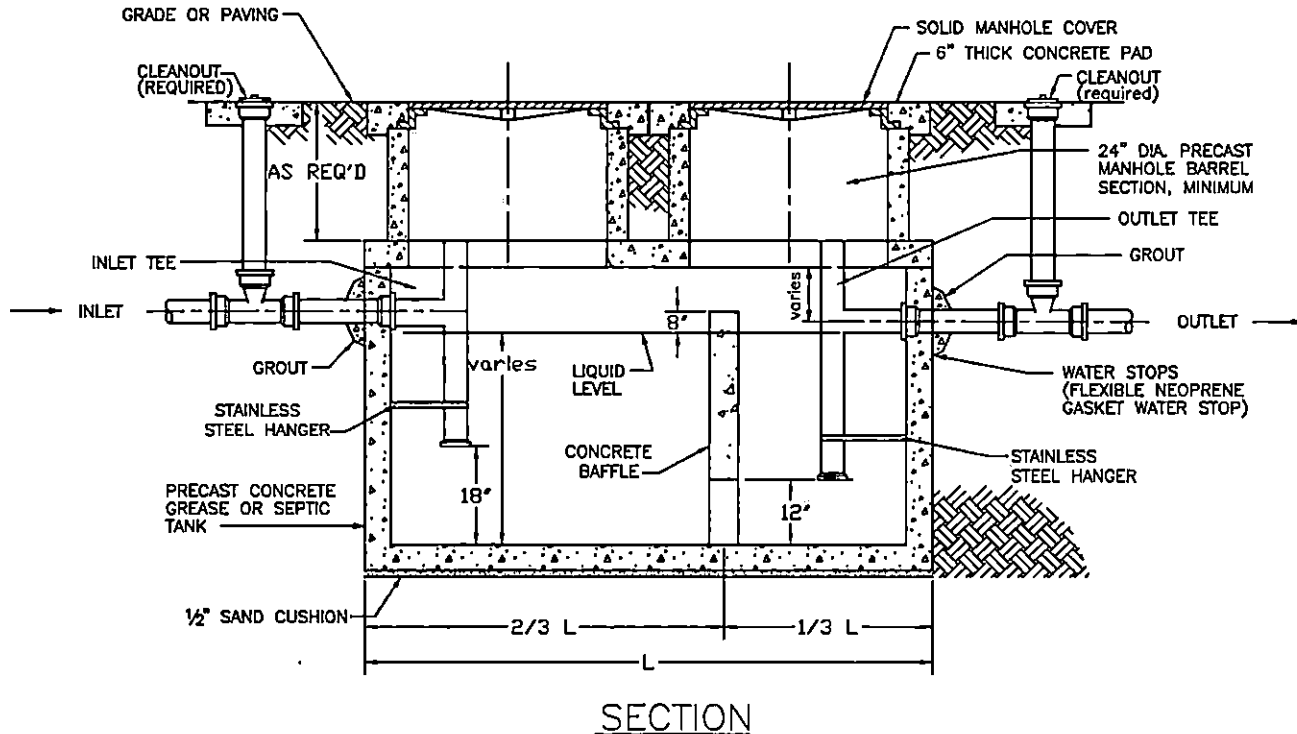 GRADE OR PAVING
SOLID MANHOLE COVER
6" THICK CONCRETE PAD
CLEANOUT
(REQUIRED)
CLEANOUT
(required)
AS REQ'D
24" DIA. PRECAST
MANHOLE BARREL
SECTION, MINIMUM
OUTLET TEE
GROUT
INLET TEE
varies
INLET
8"
OUTLET
GROUT
varies
LIQUID
LEVEL
WATER STOPS
(FLEXIBLE NEOPRENE
GASKET WATER STOP)
STAINLESS
STEEL HANGER
CONCRETE
BAFFLE
STAINLESS
STEEL HANGER
PRECAST CONCRETE
GREASE OR SEPTIC
TANK
18"
12"
1/2" SAND CUSHION
2/3 L
1/3 L
L
SECTION